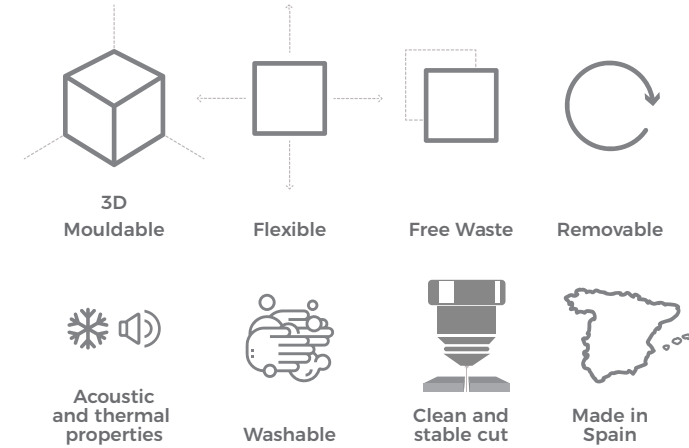 3D
Mouldable
Flexible
Free Waste
Removable
Acoustic
and thermal
properties
Washable
Clean and
stable cut
Made in
Spain